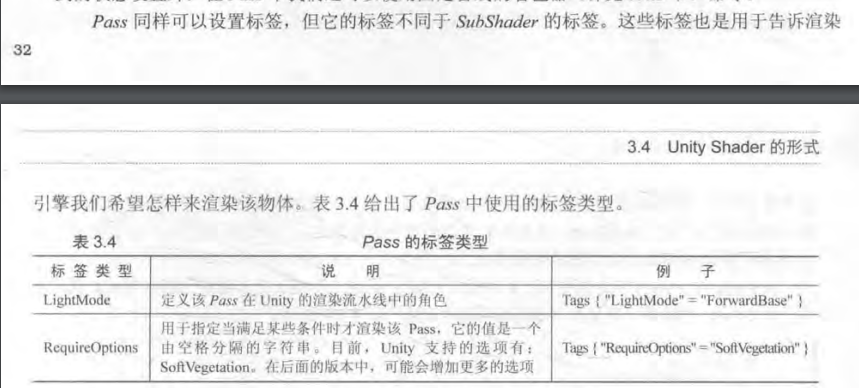 Pass 同样可以设置标签，但它的标签不同于 SubShader 的标签。这些标签也是用于告诉渲染
32
3.4 Unity Shader 的形式
引擎我们希望怎样来渲染该物体。表 3.4 给出了 Pass 中使用的标签类型。
表 3.4 Pass 的标签类型
标签类型 说明 例子
LightMode 定义该 Pass 在 Unity 的渲染流水线中的角色 Tags { "LightMode" = "ForwardBase" }
用于指定当满足某些条件时才渲染该 Pass，它的值是一个
RequireOptions 由空格分隔的字符串。目前，Unity 支持的选项有： Tags { "RequireOptions" = "SoftVegetation" }
SoftVegetation。在后面的版本中，可能会增加更多的选项